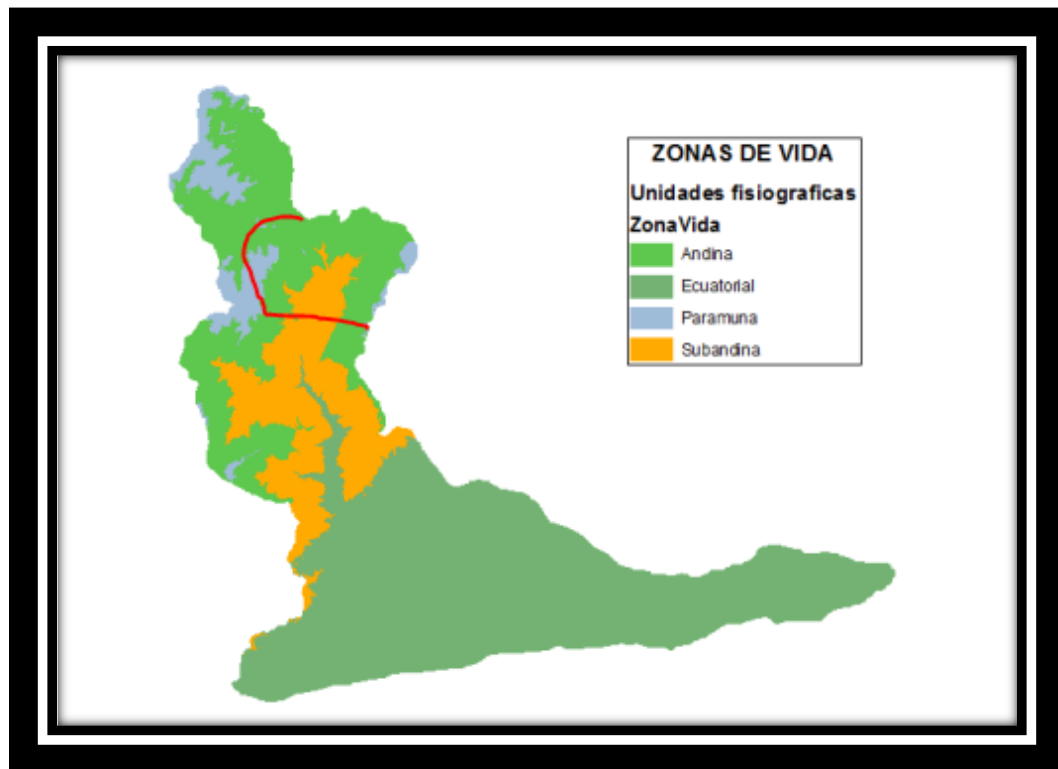 ZONAS DE VIDA
Unidades fisiograficas
ZonaVida
Andina
Ecuatorial
Paramuna
Subandina